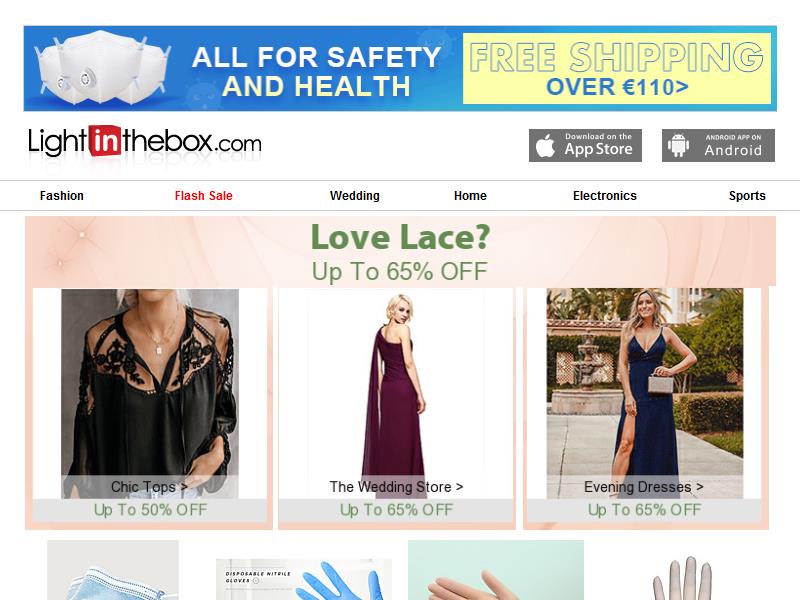 ALL FOR SAFETY
AND HEALTH
FREE SHIPPING
OVER €110>
Lightinthebox.com
Download on the
App Store
ANDROID APP ON
Android
Fashion Flash Sale Wedding Home Electronics Sports
Love Lace?
Up To 65% OFF
Chic Tops > The Wedding Store > Evening Dresses >
Up To 50% OFF Up To 65% OFF Up To 65% OFF
DISPOSABLE NITRILE
GLOVES